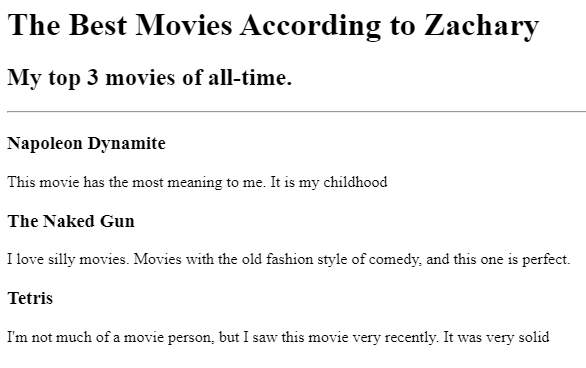 The Best Movies According to Zachary
My top 3 movies of all-time.
Napoleon Dynamite
This movie has the most meaning to me. It is my childhood
The Naked Gun
I love silly movies. Movies with the old fashion style of comedy, and this one is perfect.
Tetris
I'm not much of a movie person, but I saw this movie very recently. It was very solid